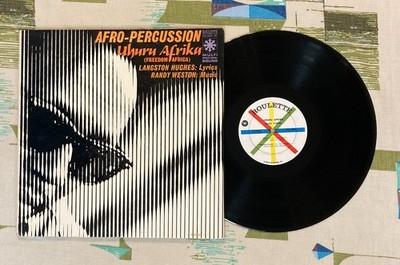 AFRO-PERCUSSION
Uhuru Afrika
(FREEDOM AFRICA)
LANGSTON HUGHES: Lyrics
RANDY WESTON: Music
ROULETTE